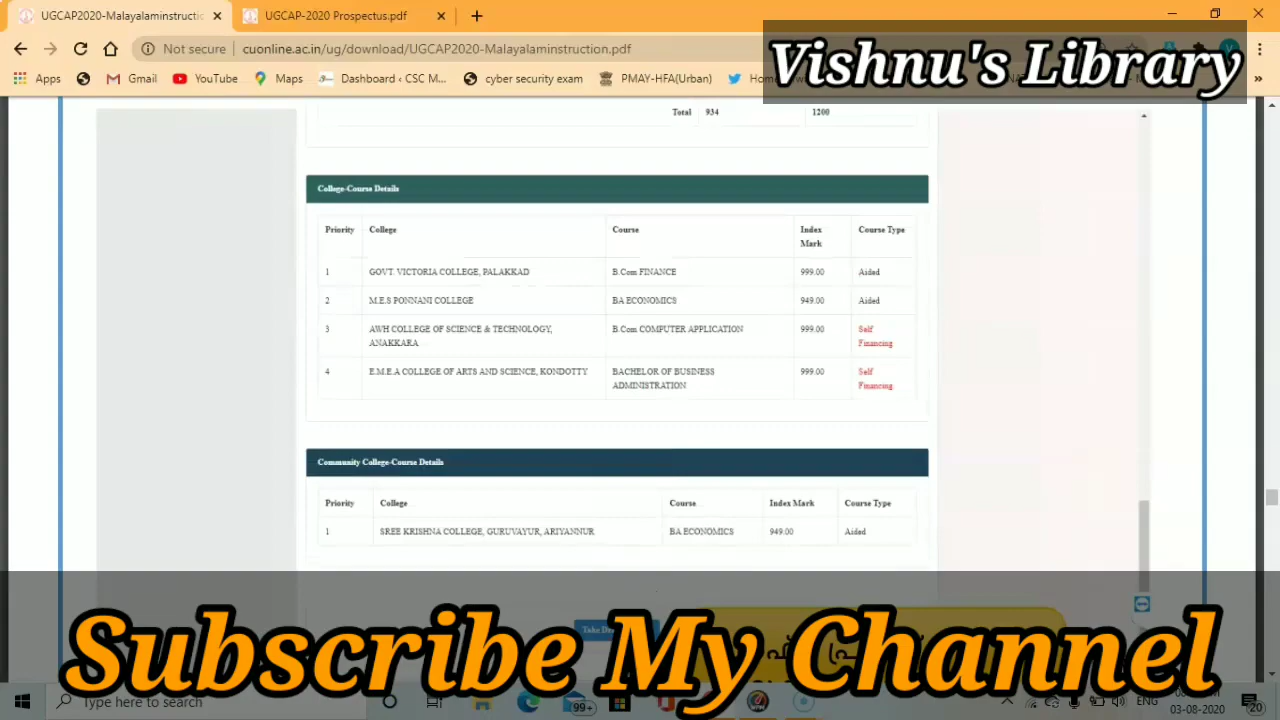 UGCAP2020-Malayalaminstruct
UGCAP-2020 Prospectus.pdf
Not secure
cuonline.ac.in/ug/download/UGCAP2020-Malayalaminstruction.pdf
Vishnu's Library
Apps
Gmail
YouTube
Maps
Dashboard < CSC M...
cyber security exam
PMAY-HFA(Urban)
Total 934 1200
College-Course Details
Priority College Course Index Mark Course Type
1 GOVT. VICTORIA COLLEGE, PALAKKAD B.Com FINANCE 999.00 Aided
2 M.E.S PONNANI COLLEGE BA ECONOMICS 949.00 Aided
3 AWH COLLEGE OF SCIENCE & TECHNOLOGY, ANAKKARA B.Com COMPUTER APPLICATION 999.00 Self Financing
4 E.M.E.A COLLEGE OF ARTS AND SCIENCE, KONDOTTY BACHELOR OF BUSINESS ADMINISTRATION 999.00 Self Financing
Community College-Course Details
Priority College Course Index Mark Course Type
1 SREE KRISHNA COLLEGE, GURUVAYUR, ARIYANNUR BA ECONOMICS 949.00 Aided
Take
Subscribe My Channel
Type here to search
99+
ENG
03-08-2020
20